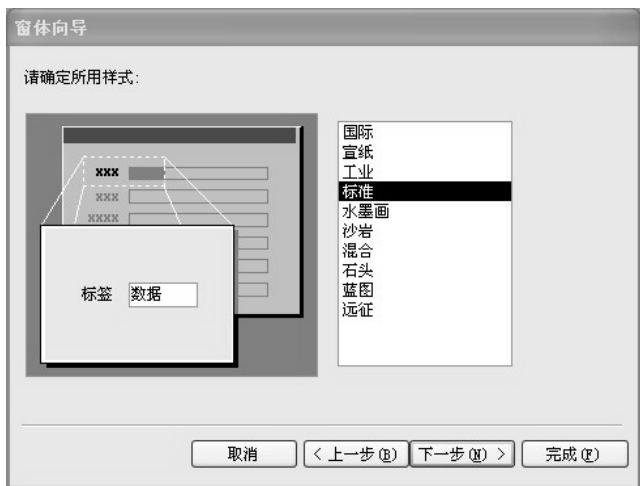 窗体向导
请确定所用样式:
xxx
xxx
xxxx
标签 数据
国际
宣纸
工业
标准
水墨画
沙岩
混合
石头
蓝图
远征
取消 < 上一步(B) 下一步(N) > 完成(F)